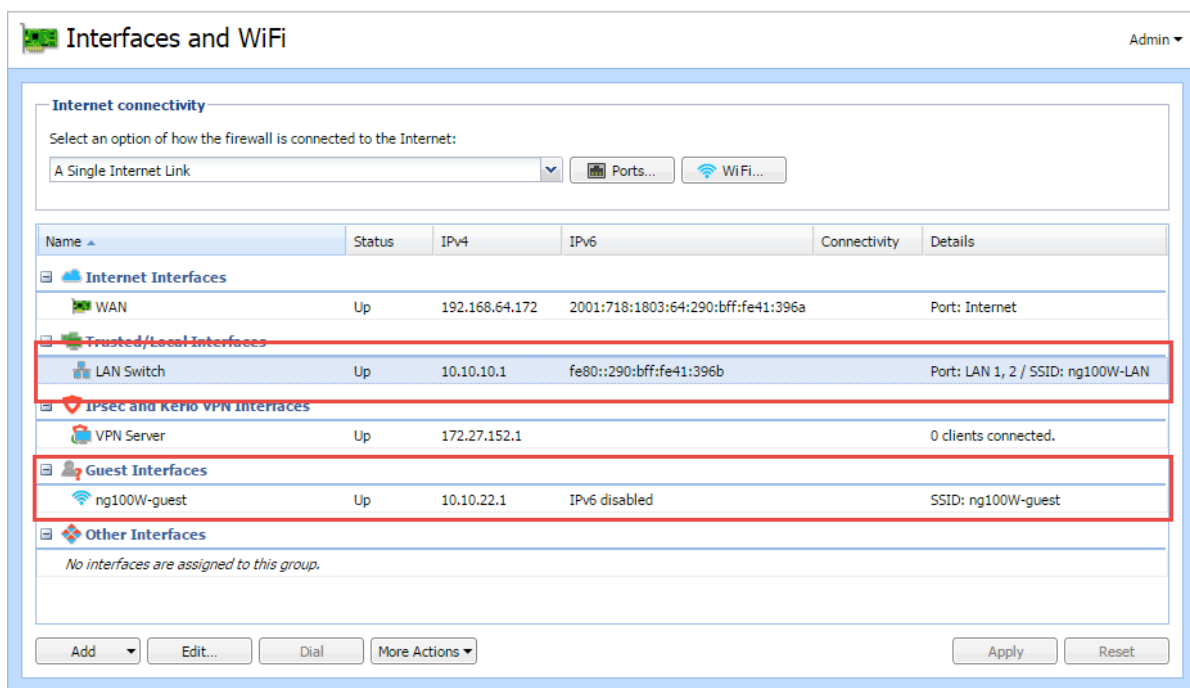 Interfaces and WiFi
Admin
Internet connectivity
Select an option of how the firewall is connected to the Internet:
A Single Internet Link Ports... WiFi...
Name Status IPv4 IPv6 Connectivity Details
Internet Interfaces
WAN Up 192.168.64.172 2001:718:1803:64:290:bff:fe41:396a Port: Internet
Trusted/Local Interfaces
LAN Switch Up 10.10.10.1 fe80::290:bff:fe41:396b Port: LAN 1, 2 / SSID: ng100W-LAN
IPsec and Kerio VPN Interfaces
VPN Server Up 172.27.152.1 0 clients connected.
Guest Interfaces
ng100W-guest Up 10.10.22.1 IPv6 disabled SSID: ng100W-guest
Other Interfaces
No interfaces are assigned to this group.
Add Edit... Dial More Actions Apply Reset